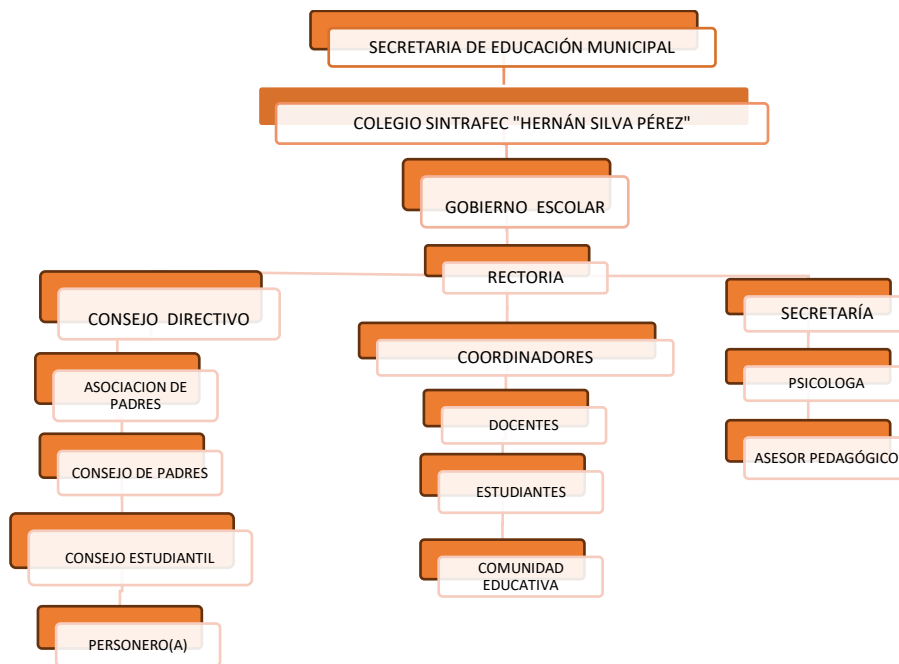 SECRETARIA DE EDUCACIÓN MUNICIPAL
COLEGIO SINTRAFEC "HERNÁN SILVA PÉREZ"
GOBIERNO ESCOLAR
RECTORIA
CONSEJO DIRECTIVO
ASOCIACION DE
PADRES
CONSEJO DE PADRES
CONSEJO ESTUDIANTIL
PERSONERO(A)
COORDINADORES
DOCENTES
ESTUDIANTES
COMUNIDAD
EDUCATIVA
SECRETARÍA
PSICOLOGA
ASESOR PEDAGÓGICO